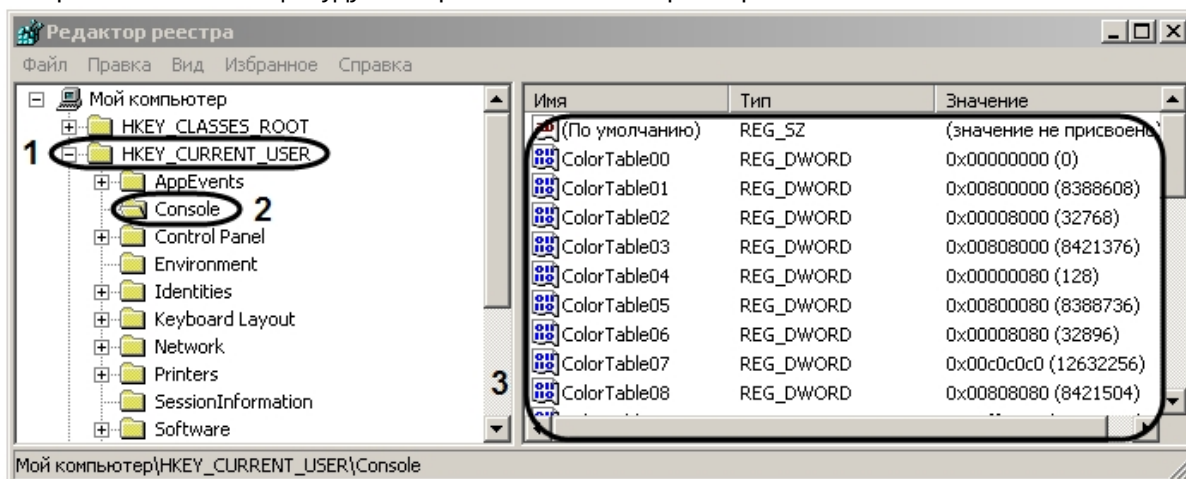 Редактор реестра
Файл Правка Вид Избранное Справка
Мой компьютер
HKEY_CLASSES_ROOT
1 HKEY_CURRENT_USER
AppEvents
Console 2
Control Panel
Environment
Identities
Keyboard Layout
Network
Printers
SessionInformation
Software
3
Имя Тип Значение
(По умолчанию) REG_SZ (значение не присвоено)
ColorTable00 REG_DWORD 0x00000000 (0)
ColorTable01 REG_DWORD 0x00800000 (8388608)
ColorTable02 REG_DWORD 0x00008000 (32768)
ColorTable03 REG_DWORD 0x00808000 (8421376)
ColorTable04 REG_DWORD 0x00000080 (128)
ColorTable05 REG_DWORD 0x00800080 (8388736)
ColorTable06 REG_DWORD 0x00008080 (32896)
ColorTable07 REG_DWORD 0x00c0c0c0 (12632256)
ColorTable08 REG_DWORD 0x00808080 (8421504)
Мой компьютер\HKEY_CURRENT_USER\Console